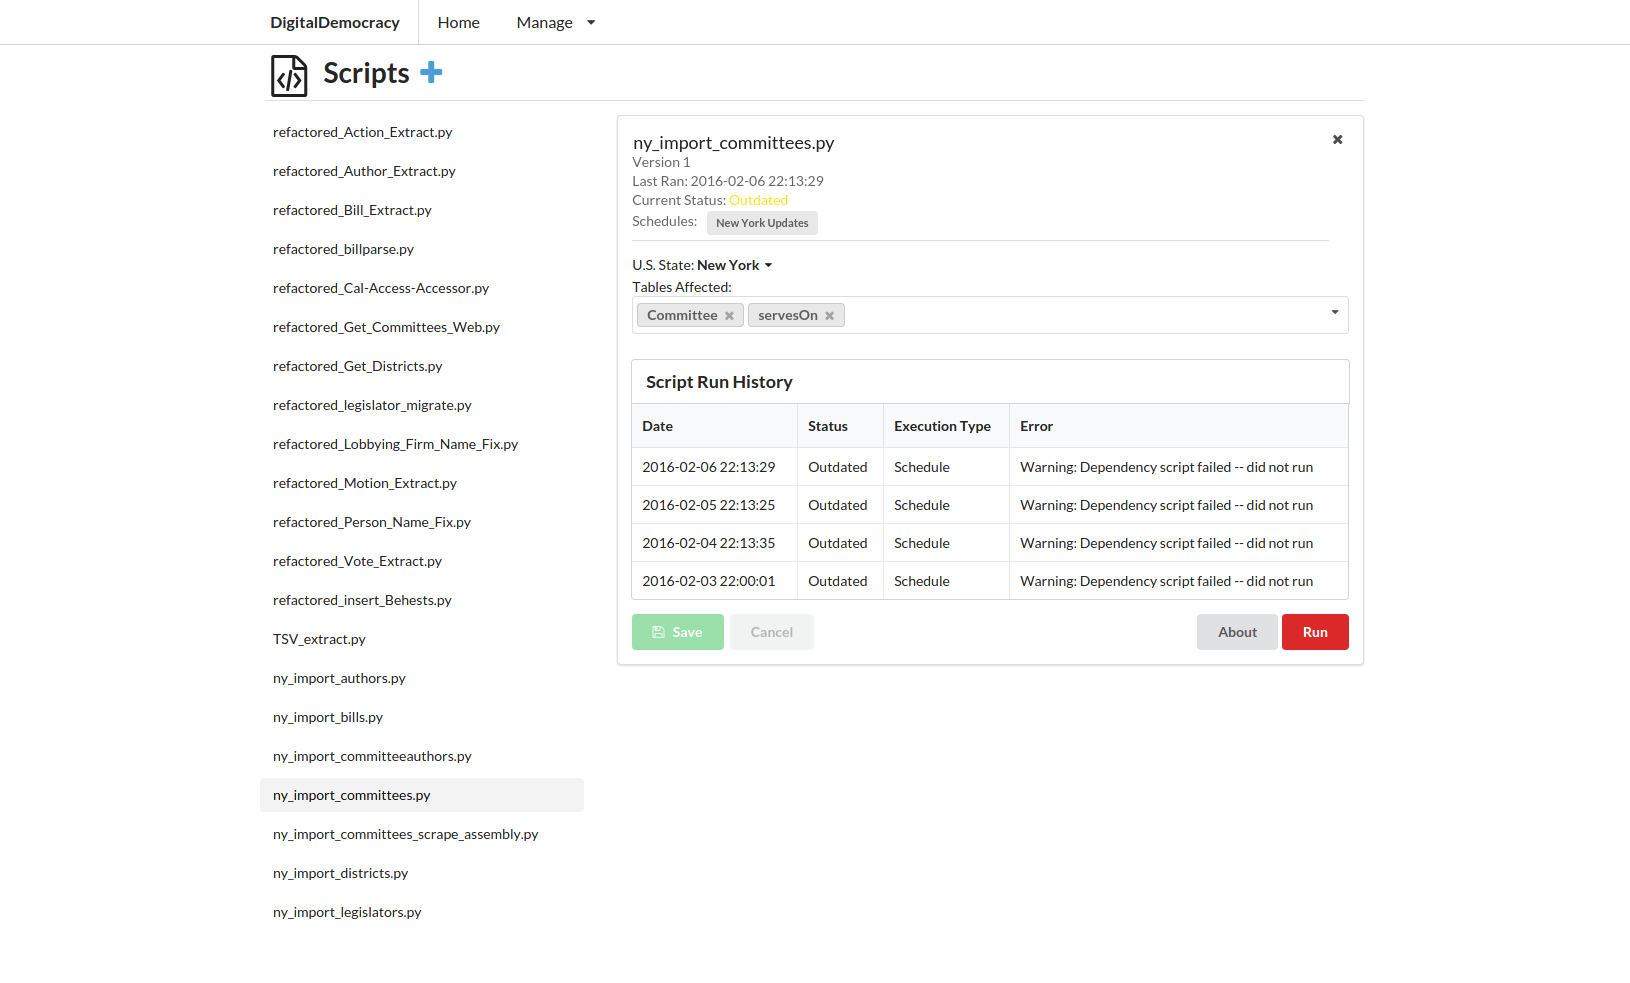 DigitalDemocracy Home Manage
Scripts
refactored_Action_Extract.py
refactored_Author_Extract.py
refactored_Bill_Extract.py
refactored_billparse.py
refactored_Cal-Access-Accessor.py
refactored_Get_Committees_Web.py
refactored_Get_Districts.py
refactored_legislator_migrate.py
refactored_Lobbying_Firm_Name_Fix.py
refactored_Motion_Extract.py
refactored_Person_Name_Fix.py
refactored_Vote_Extract.py
refactored_insert_Behests.py
TSV_extract.py
ny_import_authors.py
ny_import_bills.py
ny_import_committeeauthors.py
ny_import_committees.py
ny_import_committees_scrape_assembly.py
ny_import_districts.py
ny_import_legislators.py
ny_import_committees.py
Version 1
Last Ran: 2016-02-06 22:13:29
Current Status: Outdated
Schedules: New York Updates
U.S. State: New York
Tables Affected:
Committee servesOn
Script Run History
Date Status Execution Type Error
2016-02-06 22:13:29 Outdated Schedule Warning: Dependency script failed -- did not run
2016-02-05 22:13:25 Outdated Schedule Warning: Dependency script failed -- did not run
2016-02-04 22:13:35 Outdated Schedule Warning: Dependency script failed -- did not run
2016-02-03 22:00:01 Outdated Schedule Warning: Dependency script failed -- did not run
Save Cancel About Run